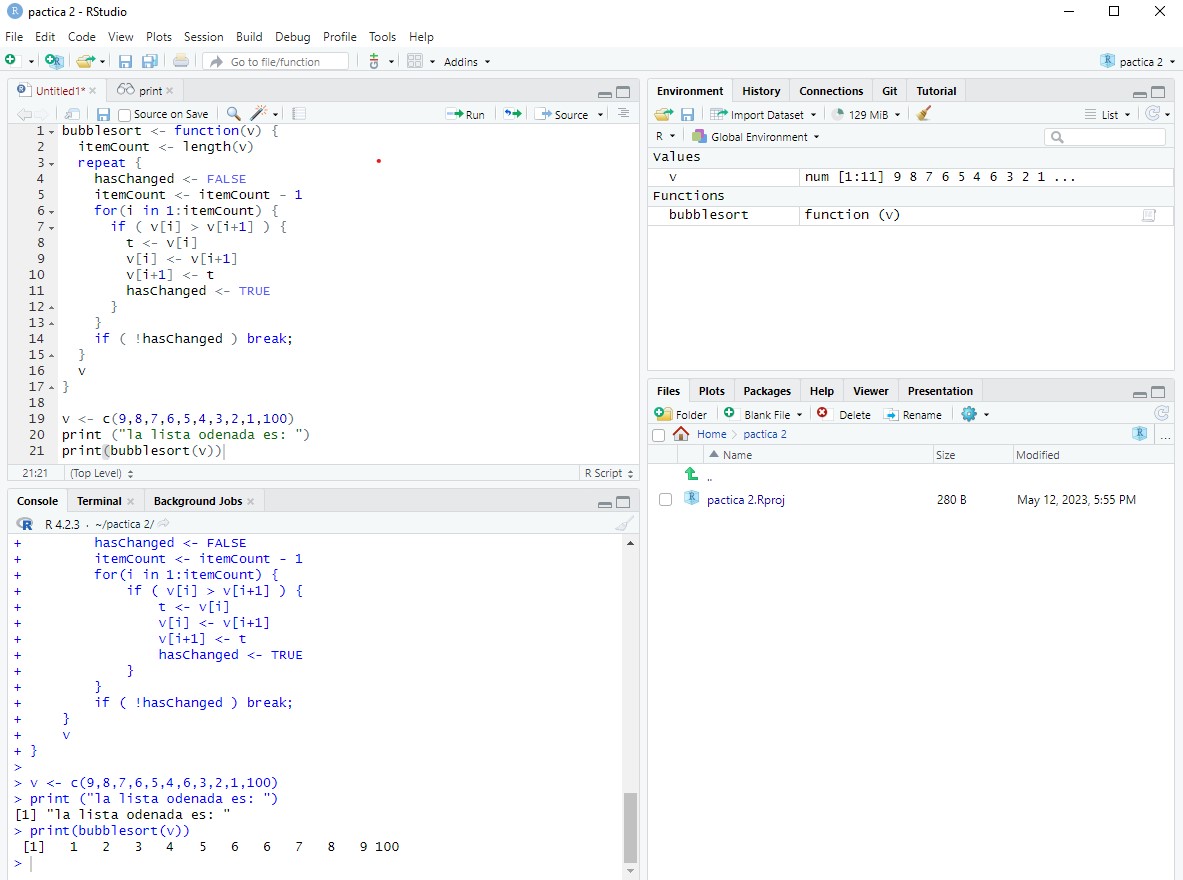 pactica 2 - RStudio
File Edit Code View Plots Session Build Debug Profile Tools Help
Go to file/function Addins pactica 2
Untitled1* print
Source on Save Run Source
1 bubblesort <- function(v) {
2 itemCount <- length(v)
3 repeat {
4 hasChanged <- FALSE
5 itemCount <- itemCount - 1
6 for(i in 1:itemCount) {
7 if ( v[i] > v[i+1] ) {
8 t <- v[i]
9 v[i] <- v[i+1]
10 v[i+1] <- t
11 hasChanged <- TRUE
12 }
13 }
14 if ( !hasChanged ) break;
15 }
16 v
17 }
18
19 v <- c(9,8,7,6,5,4,3,2,1,100)
20 print ("la lista odenada es: ")
21 print(bubblesort(v))
21:21 (Top Level) R Script
Console Terminal Background Jobs
R 4.2.3 · ~/pactica 2/
+ hasChanged <- FALSE
+ itemCount <- itemCount - 1
+ for(i in 1:itemCount) {
+ if ( v[i] > v[i+1] ) {
+ t <- v[i]
+ v[i] <- v[i+1]
+ v[i+1] <- t
+ hasChanged <- TRUE
+ }
+ }
+ if ( !hasChanged ) break;
+ }
+ v
+ }
>
> v <- c(9,8,7,6,5,4,6,3,2,1,100)
> print ("la lista odenada es: ")
[1] "la lista odenada es: "
> print(bubblesort(v))
[1] 1 2 3 4 5 6 6 7 8 9 100
>
Environment History Connections Git Tutorial
Import Dataset 129 MiB List
R Global Environment
Values
v num [1:11] 9 8 7 6 5 4 6 3 2 1 ...
Functions
bubblesort function (v)
Files Plots Packages Help Viewer Presentation
Folder Blank File Delete Rename
Home pactica 2 ...
Name Size Modified
..
pactica 2.Rproj 280 B May 12, 2023, 5:55 PM